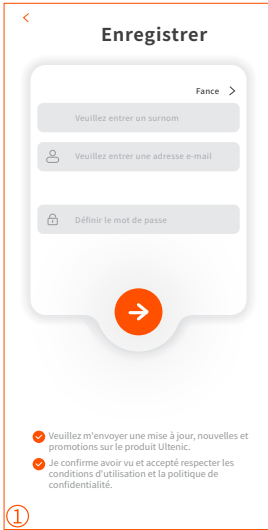 Enregistrer
Fance
Veuillez entrer un surnom
Veuillez entrer une adresse e-mail
Définir le mot de passe
Veuillez m'envoyer une mise à jour, nouvelles et
promotions sur le produit Ultenic.
Je confirme avoir vu et accepté respecter les
conditions d'utilisation et la politique de
confidentialité.
①